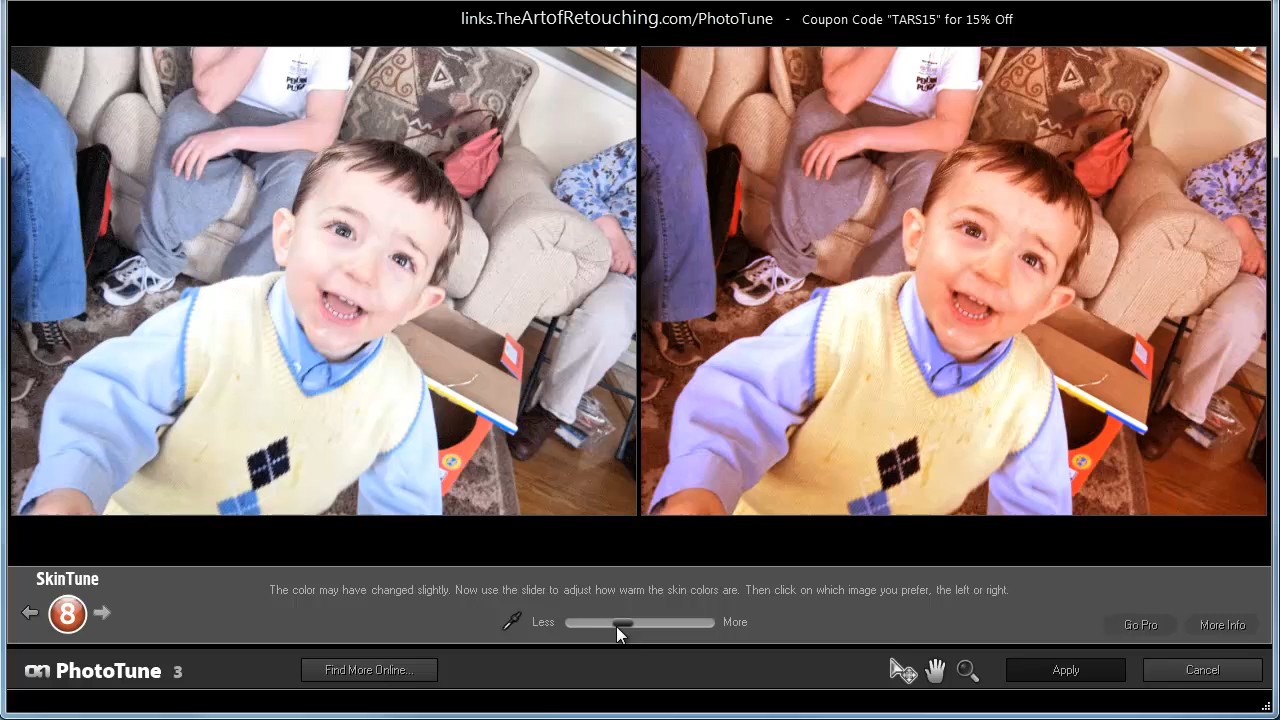 links.TheArtofRetouching.com/PhotoTune - Coupon Code "TARS15" for 15% Off
SkinTune
8
The color may have changed slightly. Now use the slider to adjust how warm the skin colors are. Then click on which image you prefer, the left or right.
Less
More
Go Pro
More Info
on PhotoTune 3
Find More Online...
Apply
Cancel